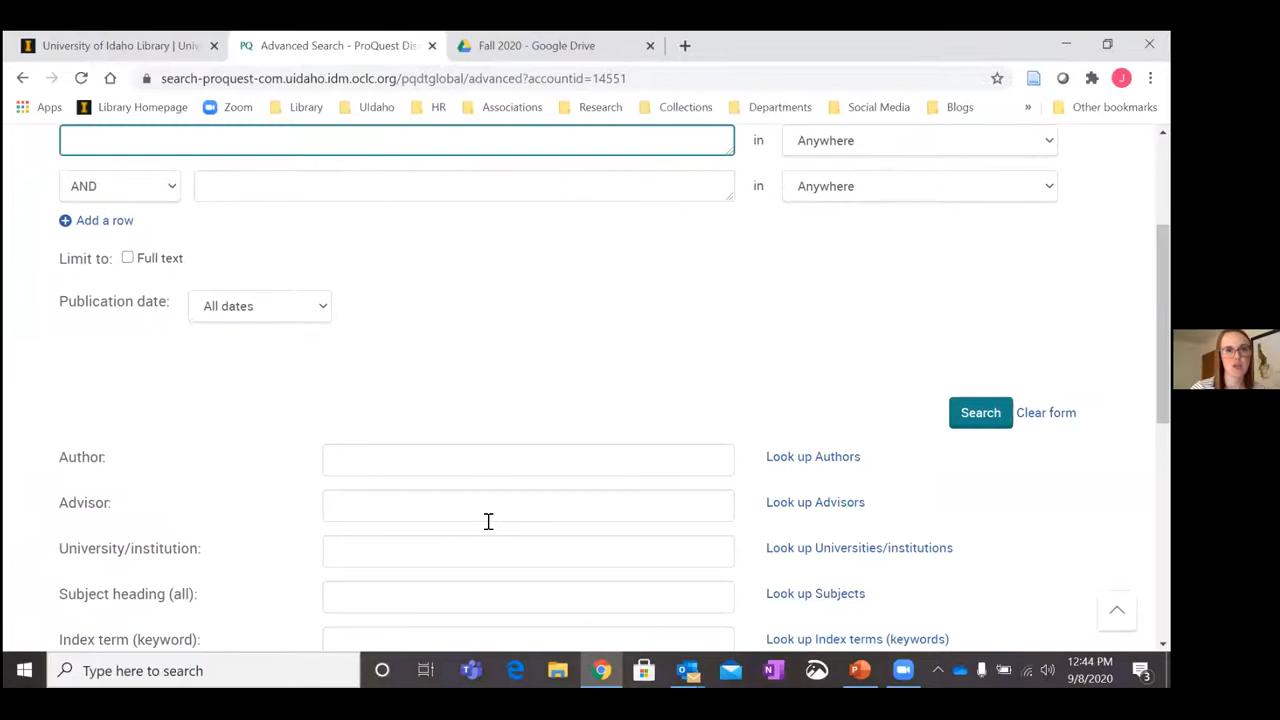 University of Idaho Library | Univ
PQ Advanced Search - ProQuest Dis
Fall 2020 - Google Drive
search-proquest-com.uidaho.idm.oclc.org/pqdtglobal/advanced?accountid=14551
J
Apps Library Homepage Zoom Library UIdaho HR Associations Research Collections Departments Social Media Blogs » Other bookmarks
in Anywhere
AND in Anywhere
Add a row
Limit to: Full text
Publication date: All dates
Search Clear form
Author: Look up Authors
Advisor: Look up Advisors
University/institution: Look up Universities/institutions
Subject heading (all): Look up Subjects
Index term (keyword): Look up Index terms (keywords)
Type here to search
12:44 PM
9/8/2020
3